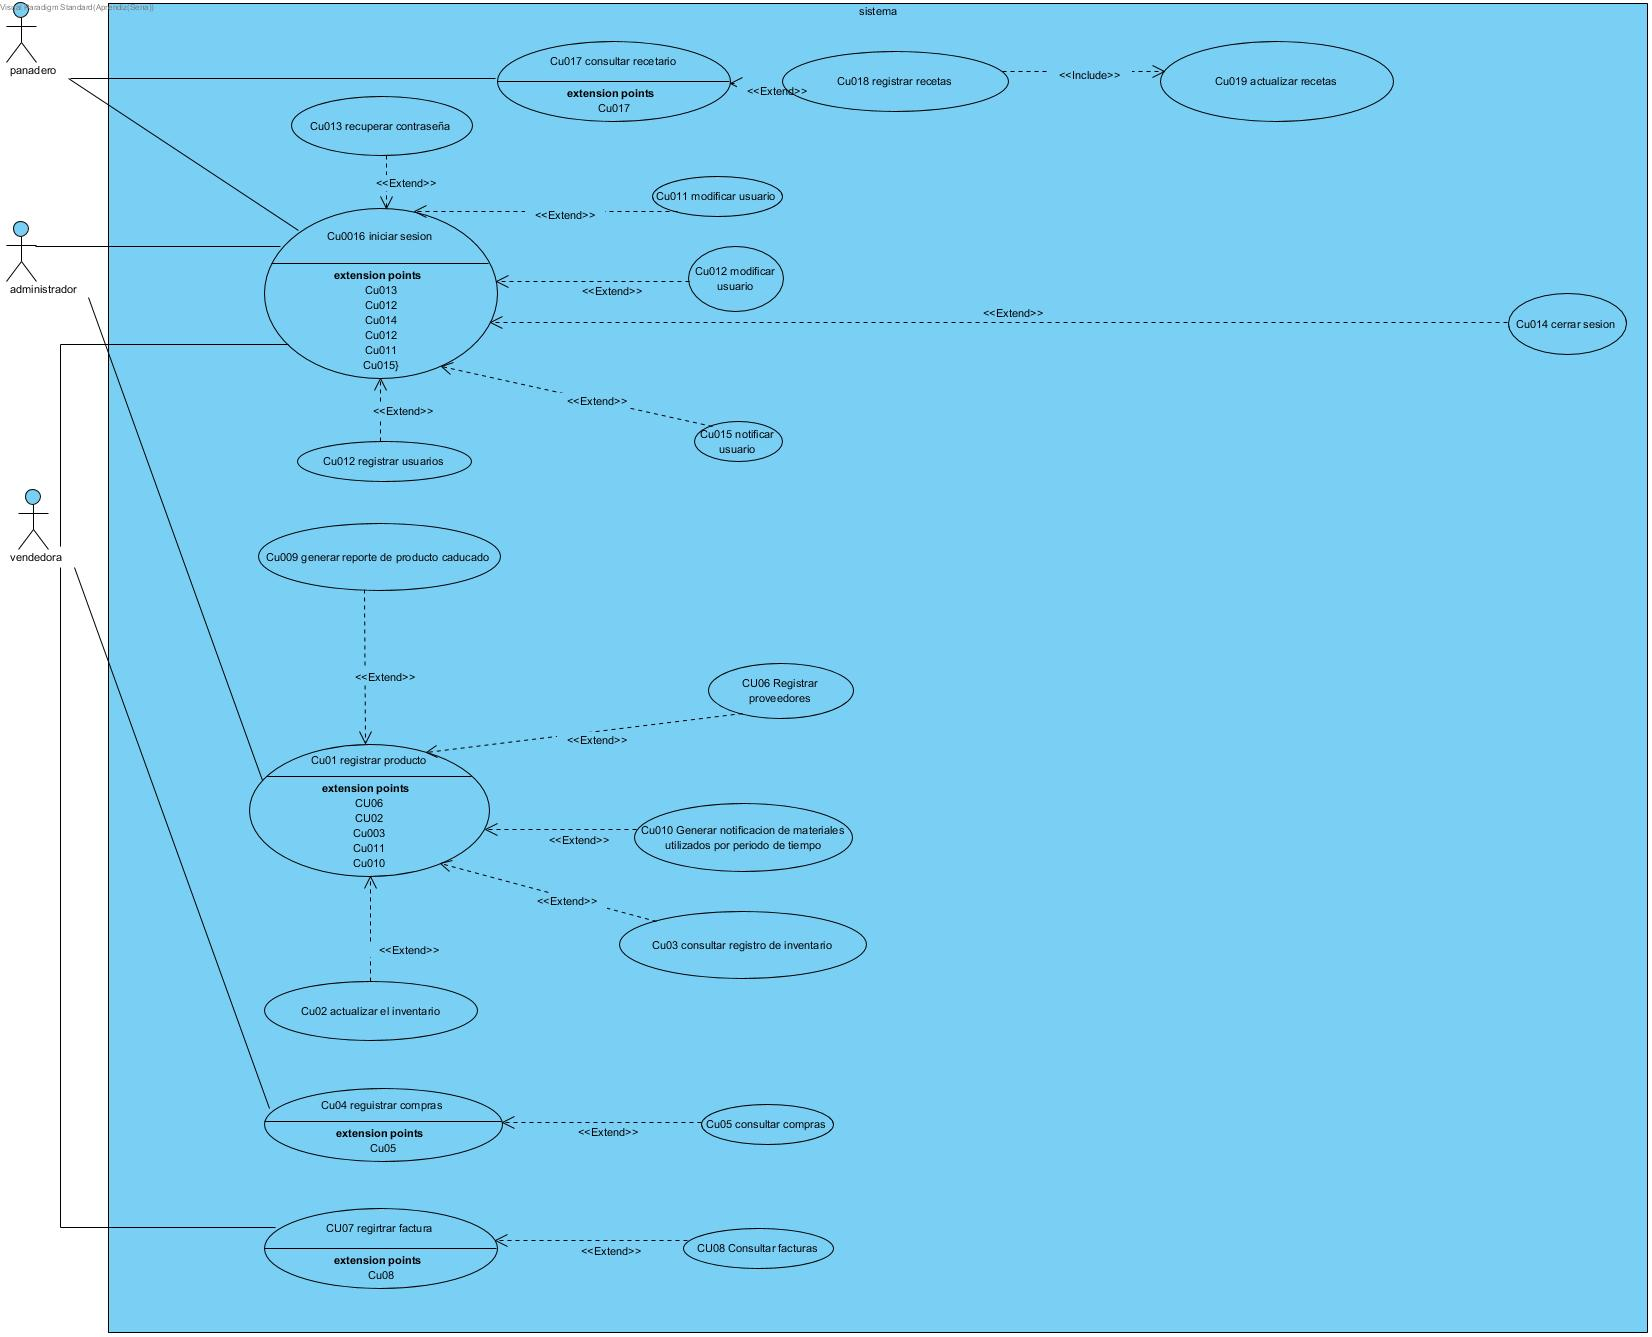 Visual Paradigm Standard(Aprendiz(Sena))
sistema
panadero
Cu017 consultar recetario
extension points
Cu017
<<Extend>>
Cu018 registrar recetas
<<Include>>
Cu019 actualizar recetas
Cu013 recuperar contraseña
<<Extend>>
Cu011 modificar usuario
<<Extend>>
administrador
Cu0016 iniciar sesion
extension points
Cu013
Cu012
Cu014
Cu012
Cu011
Cu015}
Cu012 modificar
usuario
<<Extend>>
<<Extend>>
Cu014 cerrar sesion
<<Extend>>
Cu015 notificar
usuario
<<Extend>>
Cu012 registrar usuarios
vendedora
Cu009 generar reporte de producto caducado
<<Extend>>
CU06 Registrar
proveedores
<<Extend>>
Cu01 registrar producto
extension points
CU06
CU02
Cu003
Cu011
Cu010
Cu010 Generar notificacion de materiales
utilizados por periodo de tiempo
<<Extend>>
<<Extend>>
Cu03 consultar registro de inventario
<<Extend>>
Cu02 actualizar el inventario
Cu04 reguistrar compras
extension points
Cu05
<<Extend>>
Cu05 consultar compras
CU07 regirtrar factura
extension points
Cu08
<<Extend>>
CU08 Consultar facturas